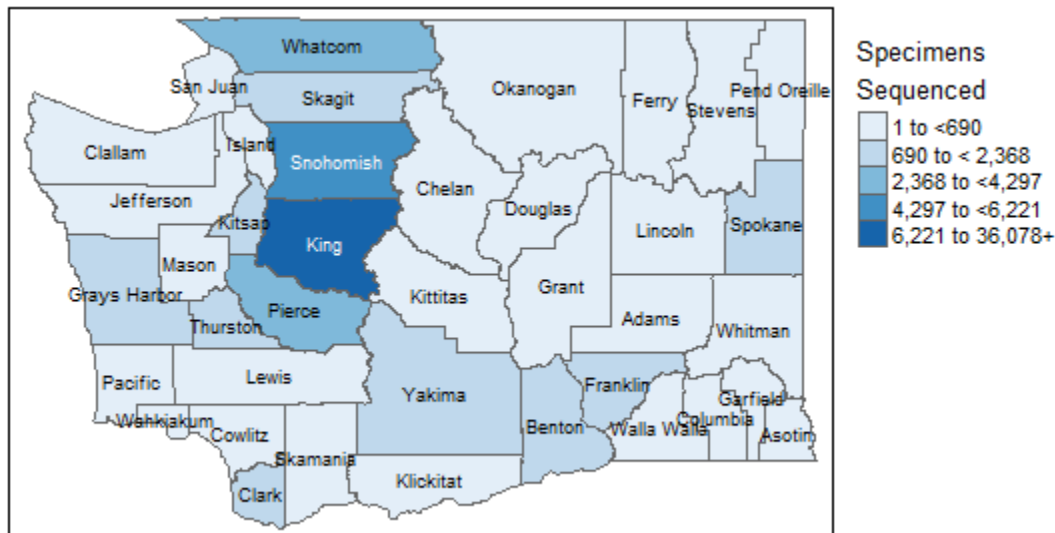 Whatcom
San Juan
Skagit
Okanogan
Ferry
Stevens
Pend Oreille
Clallam
Island
Snohomish
Chelan
Douglas
Jefferson
Kitsap
King
Lincoln
Spokane
Mason
Grays Harbor
Kittitas
Grant
Thurston
Pierce
Adams
Whitman
Pacific
Lewis
Yakima
Franklin
Garfield
Wahkiakum
Cowlitz
Benton
Walla Walla
Columbia
Asotin
Skamania
Clark
Klickitat
Specimens
Sequenced
1 to <690
690 to < 2,368
2,368 to <4,297
4,297 to <6,221
6,221 to 36,078+